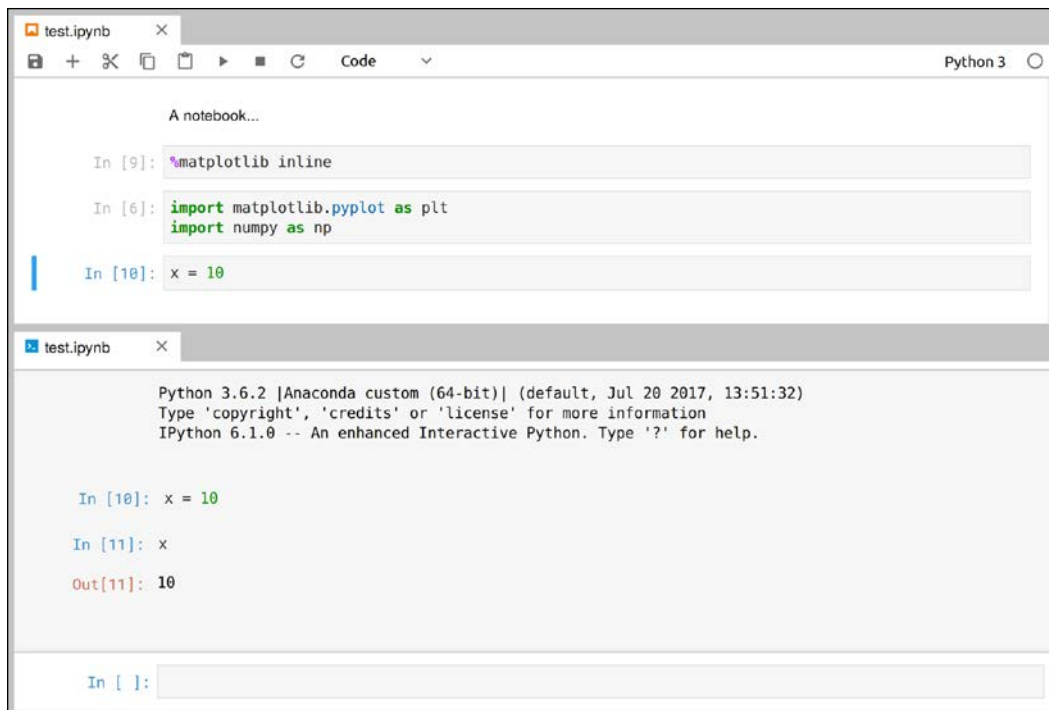 test.ipynb
Code
Python 3
A notebook...
In [9]: %matplotlib inline
In [6]: import matplotlib.pyplot as plt
import numpy as np
In [10]: x = 10
test.ipynb
Python 3.6.2 |Anaconda custom (64-bit)| (default, Jul 20 2017, 13:51:32)
Type 'copyright', 'credits' or 'license' for more information
IPython 6.1.0 -- An enhanced Interactive Python. Type '?' for help.
In [10]: x = 10
In [11]: x
Out[11]: 10
In [ ]: